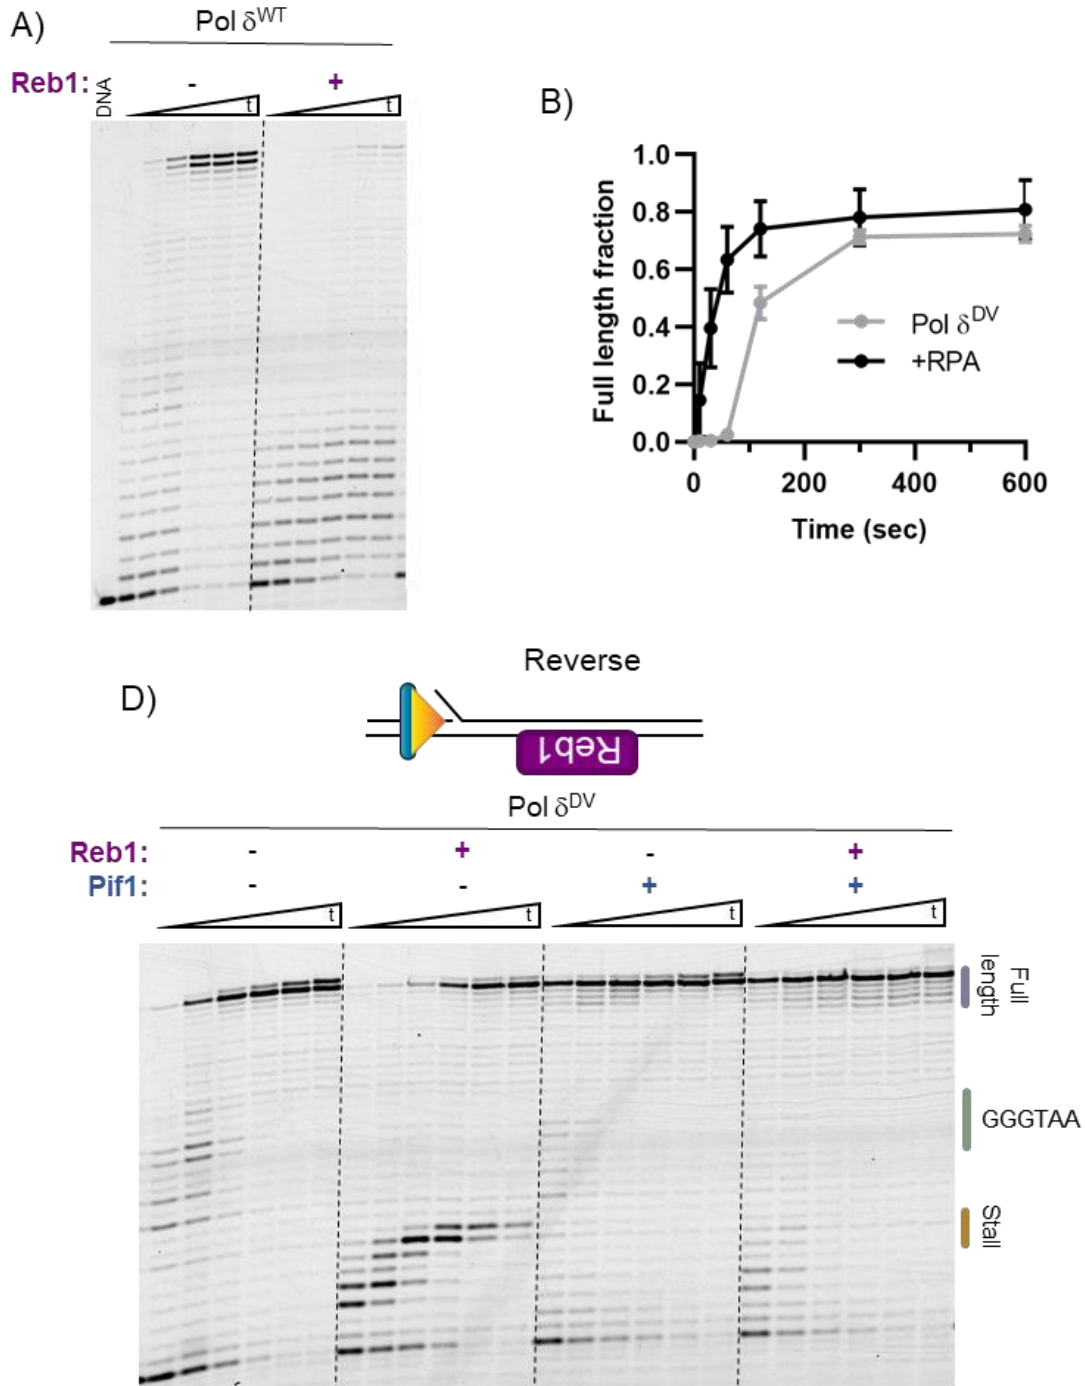 A)
Pol δWT
Reb1: - +
DNA
t t
B)
1.0
0.8
0.6
0.4
0.2
0.0
Full length fraction
0 200 400 600
Time (sec)
Pol δDV
+RPA
D)
Reverse
Reb1
Pol δDV
Reb1: - + - +
Pif1: - - + +
t t t t
Full
length
GGGTAA
Stall